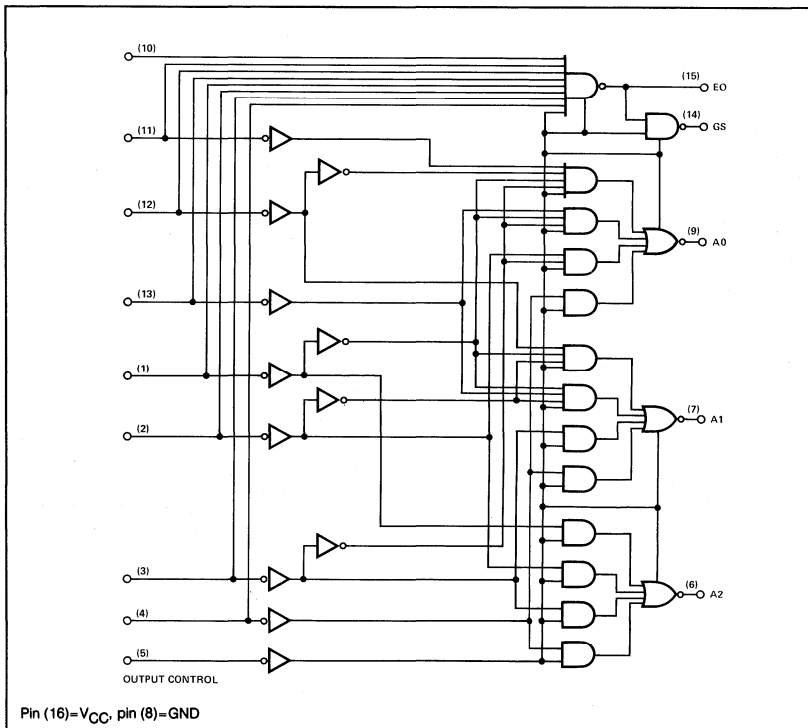 (10)
(15)
EO
(14)
GS
(11)
(12)
(9)
A0
(13)
(1)
(2)
(7)
A1
(3)
(6)
A2
(4)
(5)
OUTPUT CONTROL
Pin (16)=VCC, pin (8)=GND